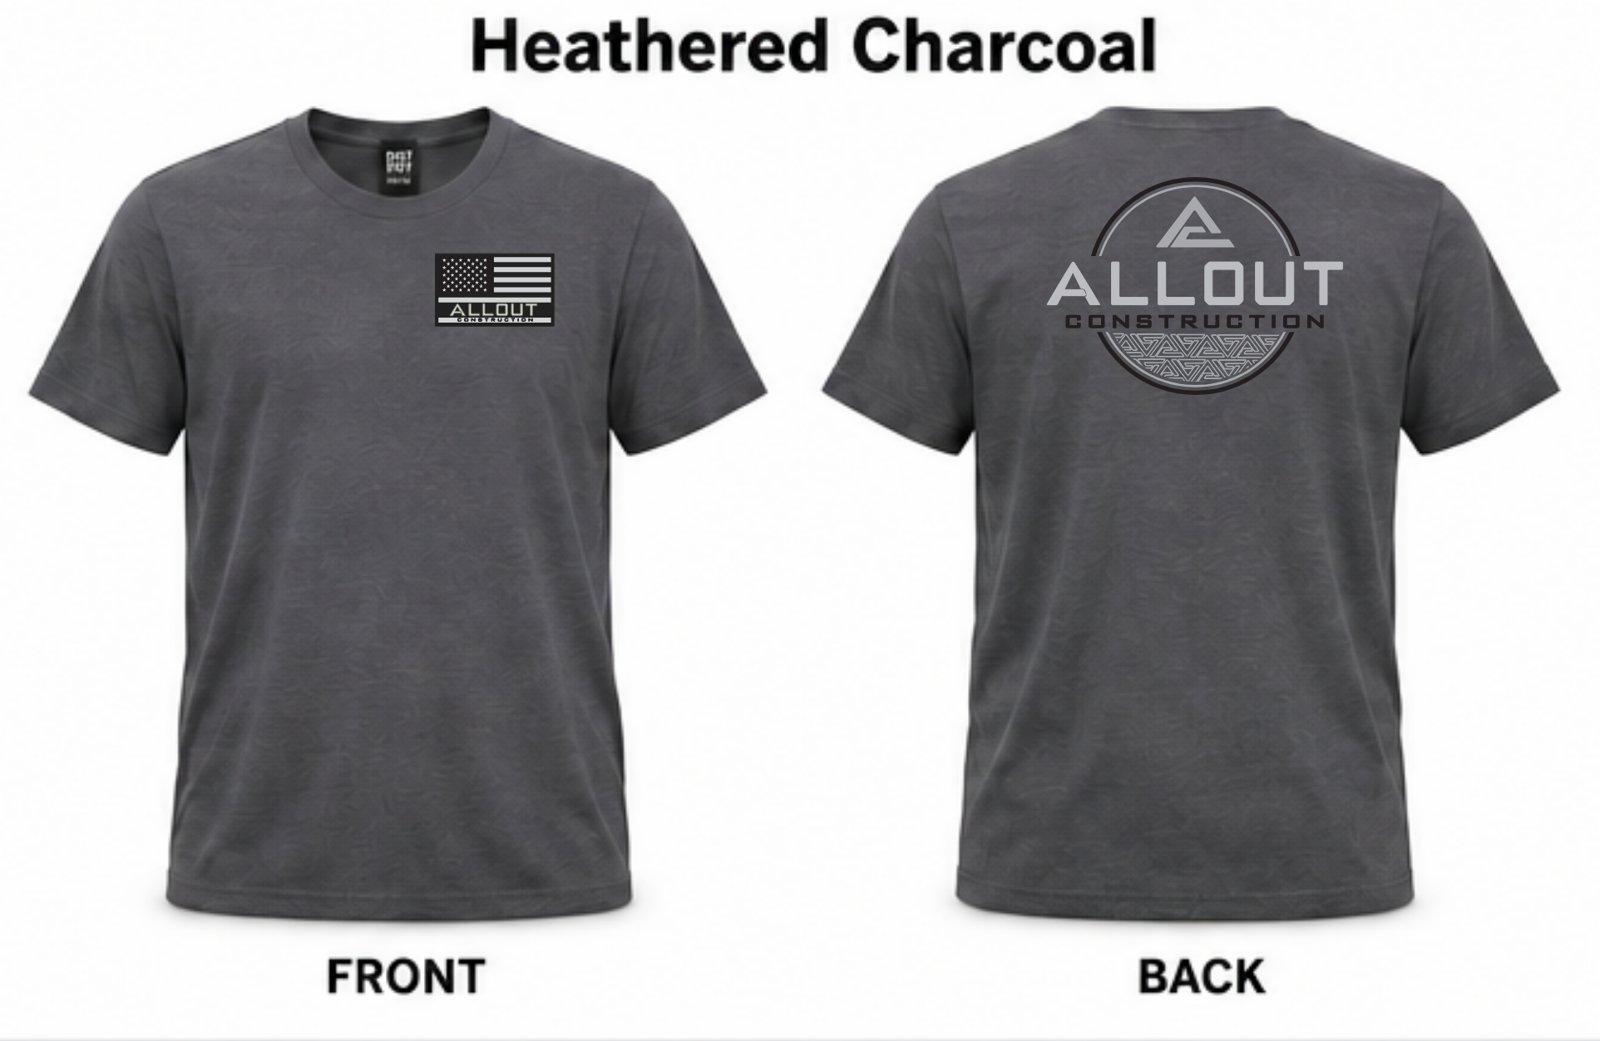 Heathered Charcoal
ALLOUT
CONSTRUCTION
ALLOUT
CONSTRUCTION
FRONT
BACK